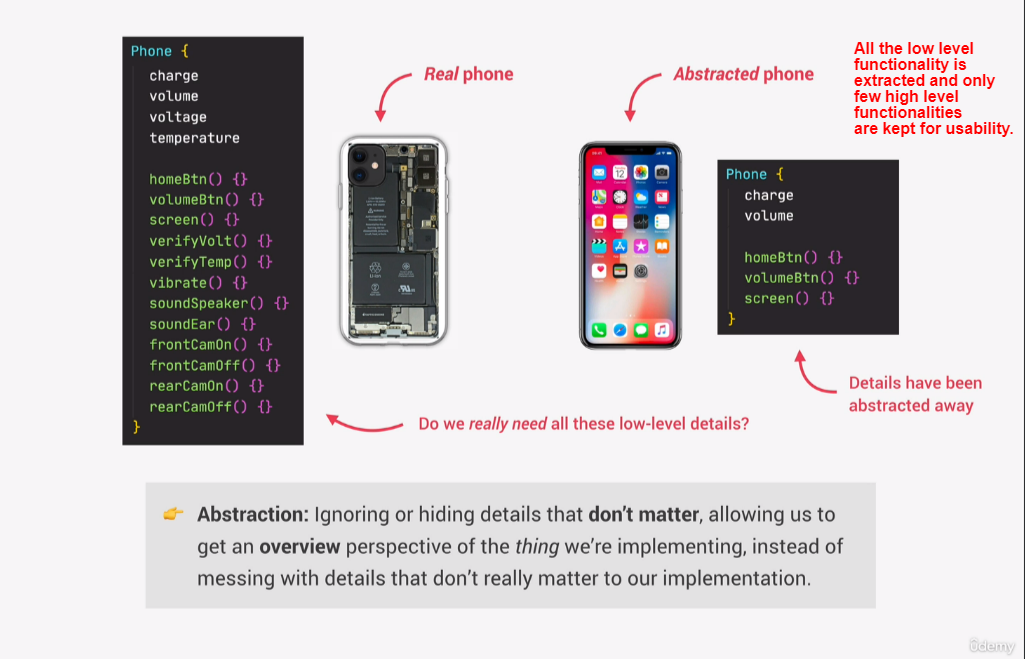 Phone {
charge
volume
voltage
temperature
homeBtn() {}
volumeBtn() {}
screen() {}
verifyVolt() {}
verifyTemp() {}
vibrate() {}
soundSpeaker() {}
soundEar() {}
frontCamOn() {}
frontCamOff() {}
rearCamOn() {}
rearCamOff() {}
}
Real phone
Abstracted phone
All the low level
functionality is
extracted and only
few high level
functionalities
are kept for usability.
Phone {
charge
volume
homeBtn() {}
volumeBtn() {}
screen() {}
}
Details have been
abstracted away
Do we really need all these low-level details?
👉 Abstraction: Ignoring or hiding details that don’t matter, allowing us to
get an overview perspective of the thing we’re implementing, instead of
messing with details that don’t really matter to our implementation.
ûdemy